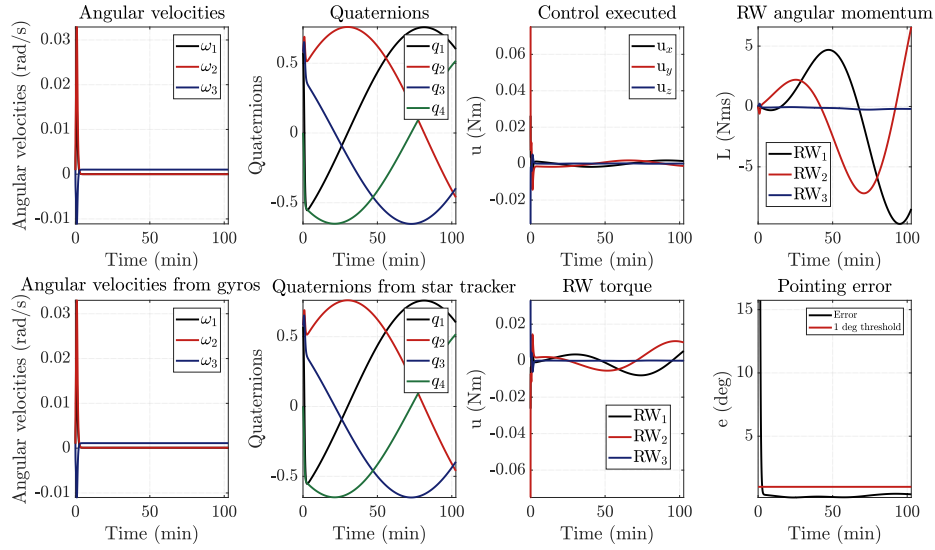 Angular velocities
Angular velocities (rad/s)
0.03
0.02
0.01
0
-0.01
ω1
ω2
ω3
0
50
100
Time (min)
Quaternions
Quaternions
0.5
0
-0.5
q1
q2
q3
q4
0
50
100
Time (min)
Control executed
u (Nm)
0.06
0.04
0.02
0
-0.02
ux
uy
uz
0
50
100
Time (min)
RW angular momentum
L (Nms)
5
0
-5
RW1
RW2
RW3
0
50
100
Time (min)
Angular velocities from gyros
Angular velocities (rad/s)
0.03
0.02
0.01
0
-0.01
ω1
ω2
ω3
0
50
100
Time (min)
Quaternions from star tracker
Quaternions
0.5
0
-0.5
q1
q2
q3
q4
0
50
100
Time (min)
RW torque
u (Nm)
0.02
0
-0.02
-0.04
-0.06
RW1
RW2
RW3
0
50
100
Time (min)
Pointing error
e (deg)
15
10
5
0
Error
1 deg threshold
0
50
100
Time (min)